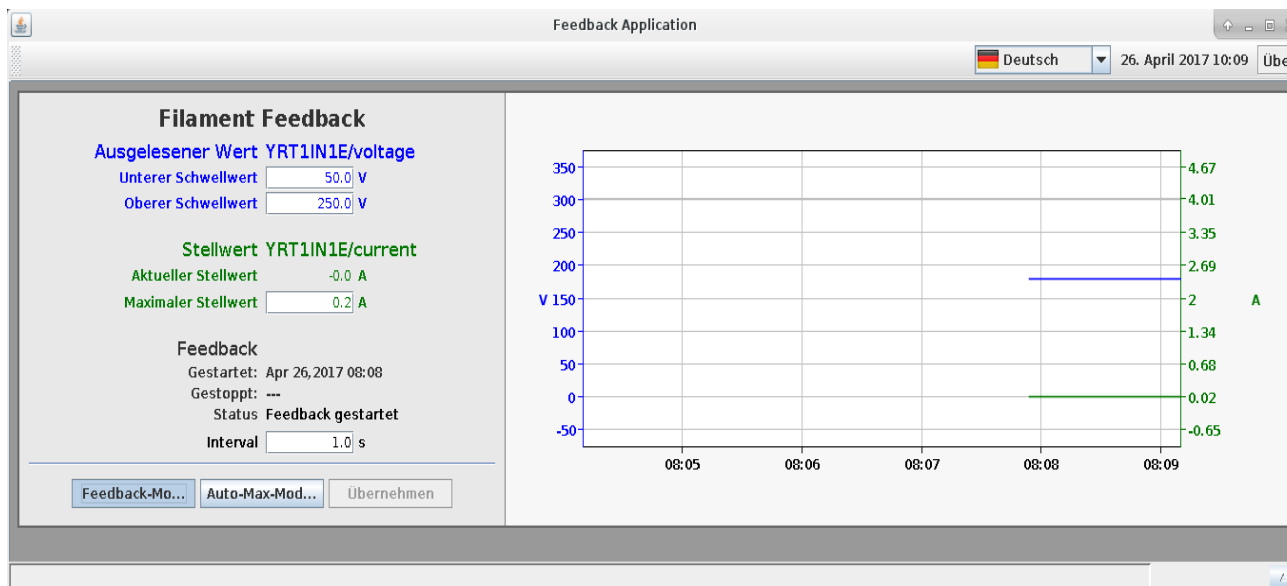 Feedback Application
Deutsch 26. April 2017 10:09 Übe
Filament Feedback
Ausgelesener Wert YRT1IN1E/voltage
Unterer Schwellwert 50.0 V
Oberer Schwellwert 250.0 V
Stellwert YRT1IN1E/current
Aktueller Stellwert -0.0 A
Maximaler Stellwert 0.2 A
Feedback
Gestartet: Apr 26,2017 08:08
Gestoppt: ---
Status Feedback gestartet
Interval 1.0 s
Feedback-Mo... Auto-Max-Mod... Übernehmen
350 4.67
300 4.01
250 3.35
200 2.69
V 150 2 A
100 1.34
50 0.68
0 0.02
-50 -0.65
08:05 08:06 08:07 08:08 08:09